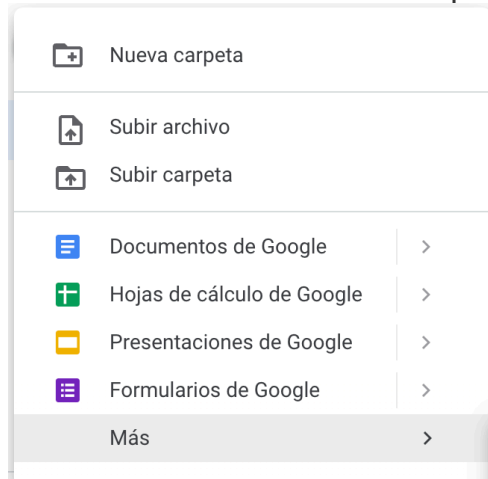 Nueva carpeta
Subir archivo
Subir carpeta
Documentos de Google
Hojas de cálculo de Google
Presentaciones de Google
Formularios de Google
Más